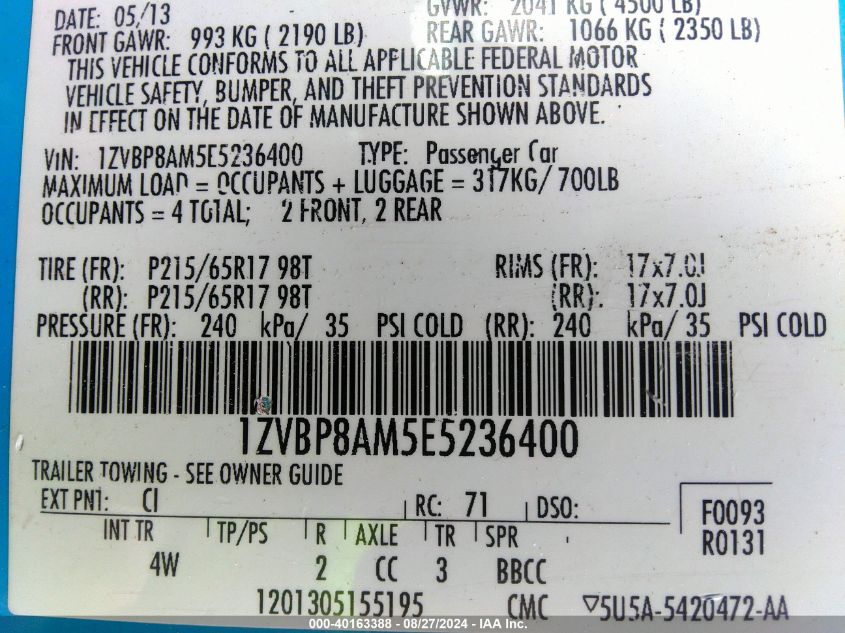 DATE: 05/13
GVWR: 2041 KG ( 4500 LB)
FRONT GAWR: 993 KG ( 2190 LB)
REAR GAWR: 1066 KG ( 2350 LB)
THIS VEHICLE CONFORMS TO ALL APPLICABLE FEDERAL MOTOR
VEHICLE SAFETY, BUMPER, AND THEFT PREVENTION STANDARDS
IN EFFECT ON THE DATE OF MANUFACTURE SHOWN ABOVE.
VIN: 1ZVBP8AM5E5236400 TYPE: Passenger Car
MAXIMUM LOAD = OCCUPANTS + LUGGAGE = 317KG/ 700LB
OCCUPANTS = 4 TOTAL; 2 FRONT, 2 REAR
TIRE (FR): P215/65R17 98T RIMS (FR): 17x7.0J
(RR): P215/65R17 98T (RR): 17x7.0J
PRESSURE (FR): 240 kPa/ 35 PSI COLD (RR): 240 kPa/ 35 PSI COLD
1ZVBP8AM5E5236400
TRAILER TOWING - SEE OWNER GUIDE
EXT PNT: CI RC: 71 DSO:
F0093
INT TR TP/PS R AXLE TR SPR
R0131
4W 2 CC 3 BBCC
1201305155195 CMC ▽5U5A-5420472-AA
000-40163388 - 08/27/2024 - IAA Inc.